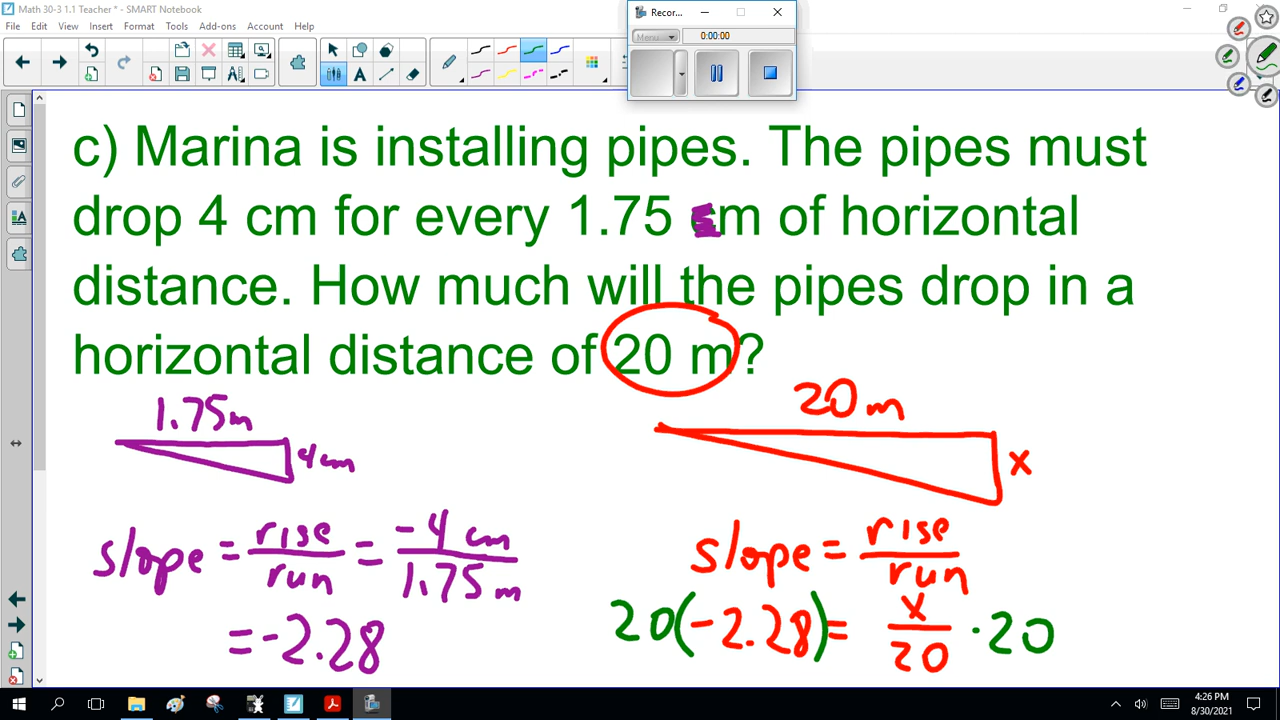 Math 30-3 1.1 Teacher * - SMART Notebook
File Edit View Insert Format Tools Add-ons Account Help
Recor...
Menu 0:00:00
c) Marina is installing pipes. The pipes must
drop 4 cm for every 1.75 m of horizontal
distance. How much will the pipes drop in a
horizontal distance of 20 m?
1.75m
4cm
20m
x
slope = rise/run = -4 cm/1.75 m
= -2.28
slope = rise/run
20(-2.28) = x/20 · 20
4:26 PM
8/30/2021